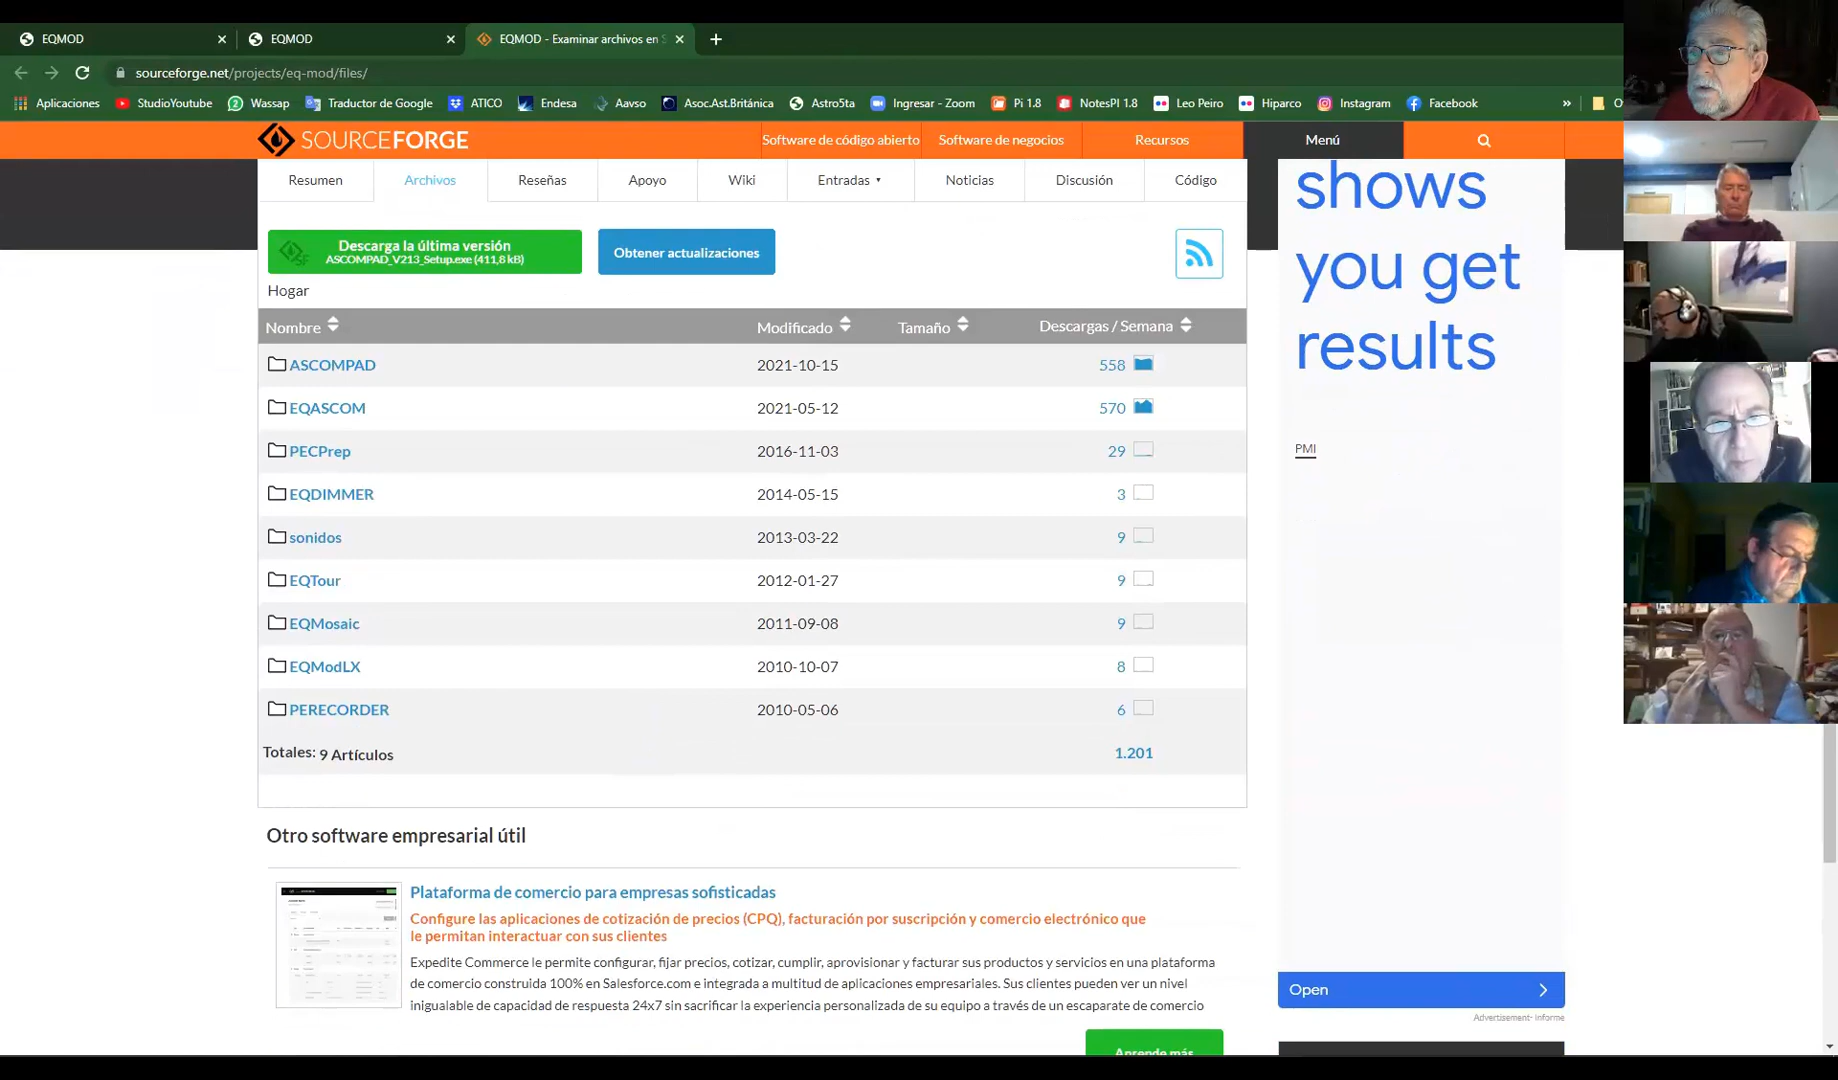 EQMOD
EQMOD
EQMOD - Examinar archivos en S
sourceforge.net/projects/eq-mod/files/
Aplicaciones
StudioYoutube
Wassap
Traductor de Google
ATICO
Endesa
Aavso
Asoc.Ast.Británica
Astro5ta
Ingresar - Zoom
Pi 1.8
NotesPI 1.8
Leo Peiro
Hiparco
Instagram
Facebook
»
O
SOURCEFORGE
Software de código abierto
Software de negocios
Recursos
Menú
Resumen
Archivos
Reseñas
Apoyo
Wiki
Entradas
Noticias
Discusión
Código
Descarga la última versión
ASCOMPAD_V213_Setup.exe (411,8 kB)
Obtener actualizaciones
Hogar
Nombre Modificado Tamaño Descargas / Semana
ASCOMPAD 2021-10-15 558
EQASCOM 2021-05-12 570
PECPrep 2016-11-03 29
EQDIMMER 2014-05-15 3
sonidos 2013-03-22 9
EQTour 2012-01-27 9
EQMosaic 2011-09-08 9
EQModLX 2010-10-07 8
PERECORDER 2010-05-06 6
Totales: 9 Artículos 1.201
Otro software empresarial útil
Plataforma de comercio para empresas sofisticadas
Configure las aplicaciones de cotización de precios (CPQ), facturación por suscripción y comercio electrónico que
le permitan interactuar con sus clientes
Expedite Commerce le permite configurar, fijar precios, cotizar, cumplir, aprovisionar y facturar sus productos y servicios en una plataforma
de comercio construida 100% en Salesforce.com e integrada a multitud de aplicaciones empresariales. Sus clientes pueden ver un nivel
inigualable de capacidad de respuesta 24x7 sin sacrificar la experiencia personalizada de su equipo a través de un escaparate de comercio
Aprende más
shows
you get
results
PMI
Open
Advertisement- informe